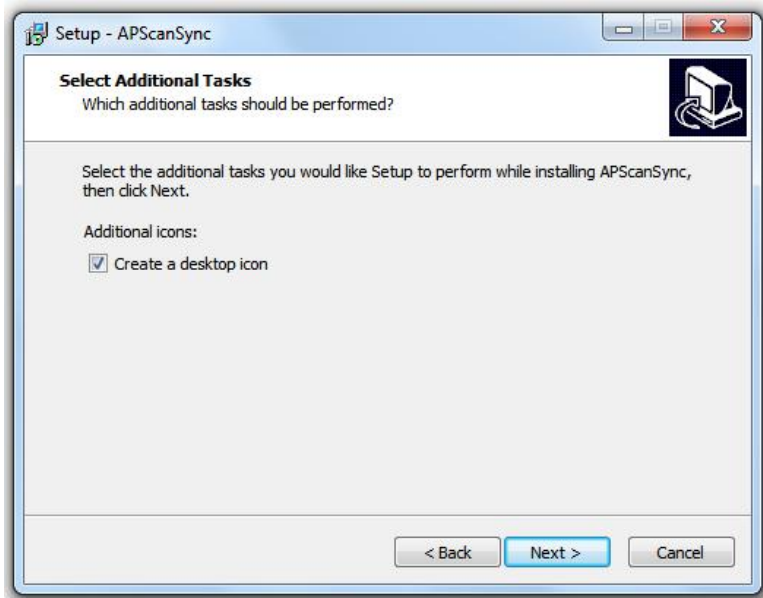 Setup - APScanSync
Select Additional Tasks
Which additional tasks should be performed?
Select the additional tasks you would like Setup to perform while installing APScanSync,
then click Next.
Additional icons:
Create a desktop icon
< Back
Next >
Cancel